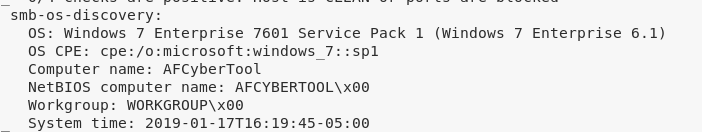 _ 0/4 checks are positive: Host is CLEAN or ports are blocked
smb-os-discovery:
OS: Windows 7 Enterprise 7601 Service Pack 1 (Windows 7 Enterprise 6.1)
OS CPE: cpe:/o:microsoft:windows_7::sp1
Computer name: AFCyberTool
NetBIOS computer name: AFCYBERTOOL\x00
Workgroup: WORKGROUP\x00
_ System time: 2019-01-17T16:19:45-05:00